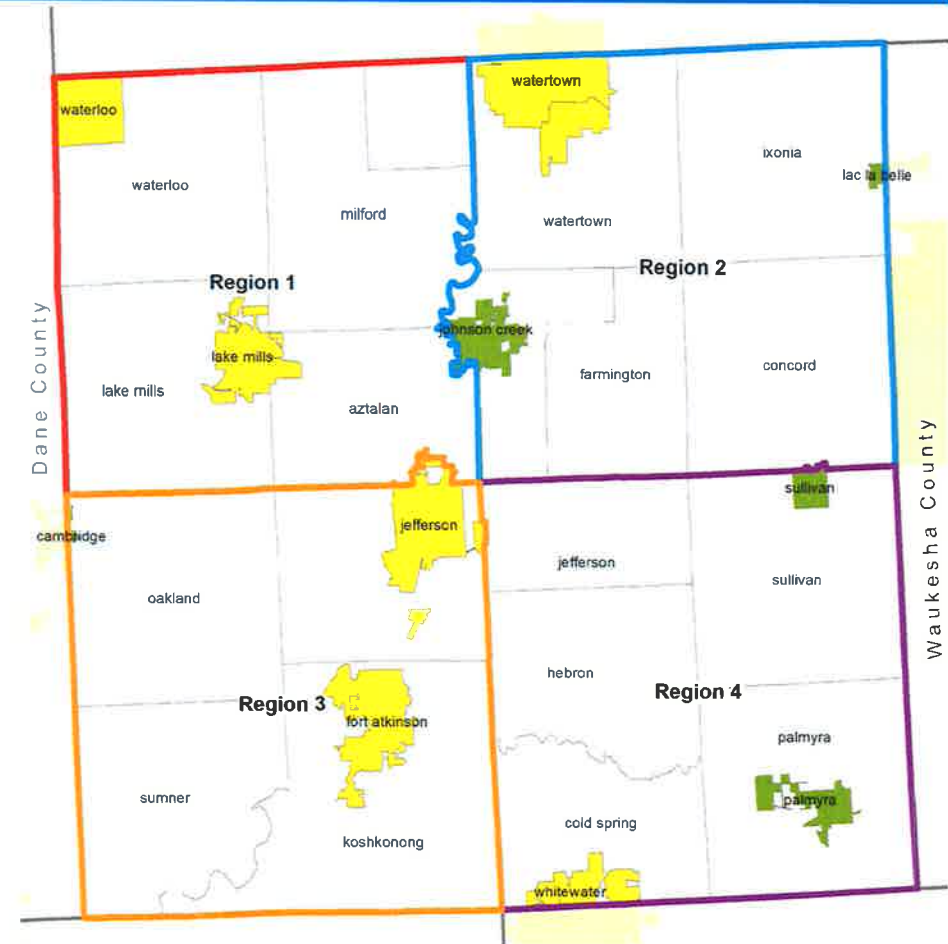 watertown
waterloo
ixonia
lac la belle
waterloo
milford
watertown
Region 2
Region 1
johnson creek
lake mills
concord
farmington
lake mills
aztalan
Dane County
Waukesha County
sullivan
jefferson
cambridge
jefferson
sullivan
oakland
hebron
Region 4
Region 3
fort atkinson
palmyra
sumner
palmyra
cold spring
koshkonong
whitewater